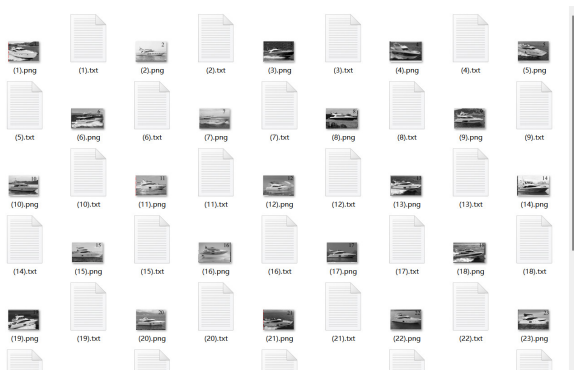 (1).png (1).txt (2).png (2).txt (3).png (3).txt (4).png (4).txt (5).png
(5).txt (6).png (6).txt (7).png (7).txt (8).png (8).txt (9).png (9).txt
(10).png (10).txt (11).png (11).txt (12).png (12).txt (13).png (13).txt (14).png
(14).txt (15).png (15).txt (16).png (16).txt (17).png (17).txt (18).png (18).txt
(19).png (19).txt (20).png (20).txt (21).png (21).txt (22).png (22).txt (23).png